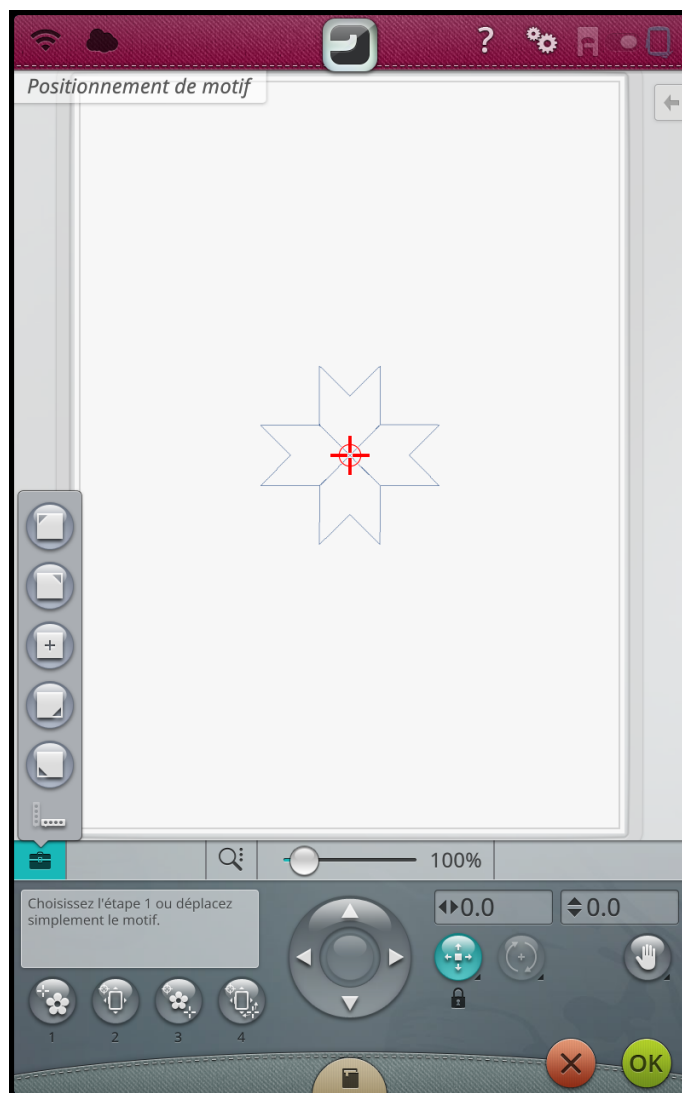 ?
Positionnement de motif
100%
Choisissez l'étape 1 ou déplacez
simplement le motif.
0.0
0.0
1
2
3
4
OK